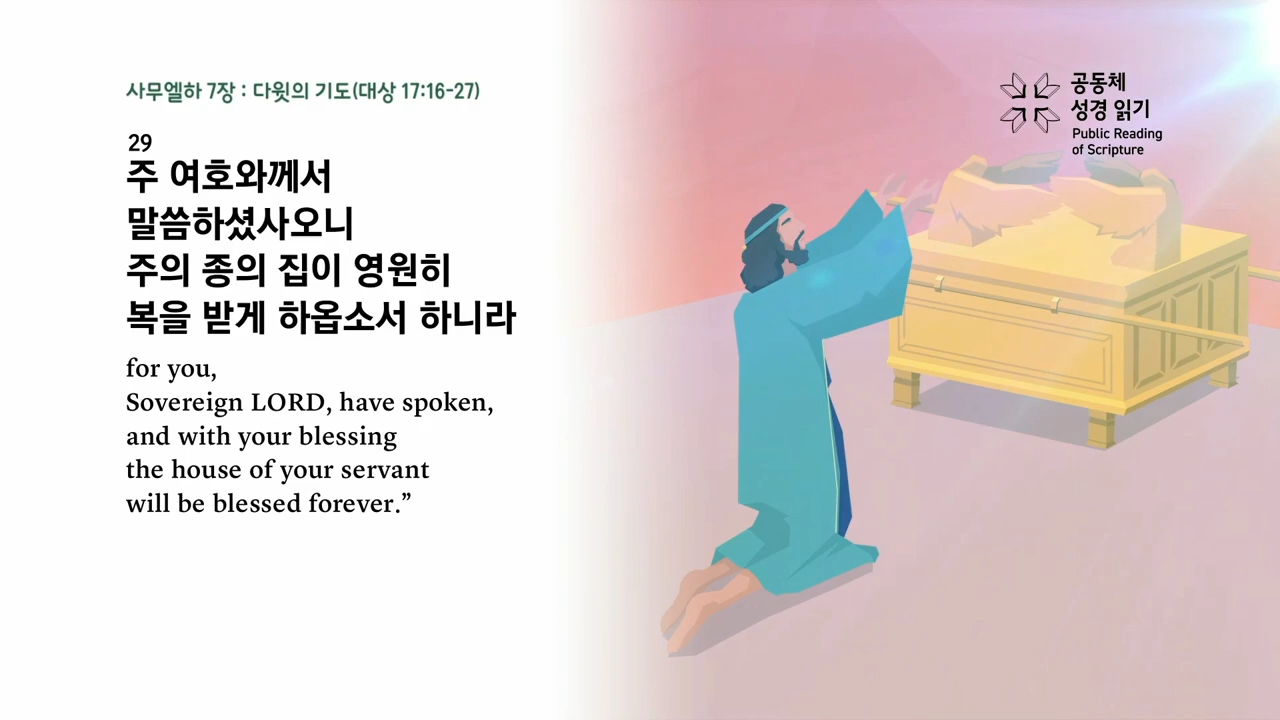 사무엘하 7장 : 다윗의 기도(대상 17:16-27)
29
주 여호와께서
말씀하셨사오니
주의 종의 집이 영원히
복을 받게 하옵소서 하니라
for you,
Sovereign LORD, have spoken,
and with your blessing
the house of your servant
will be blessed forever.”
공동체
성경 읽기
Public Reading
of Scripture